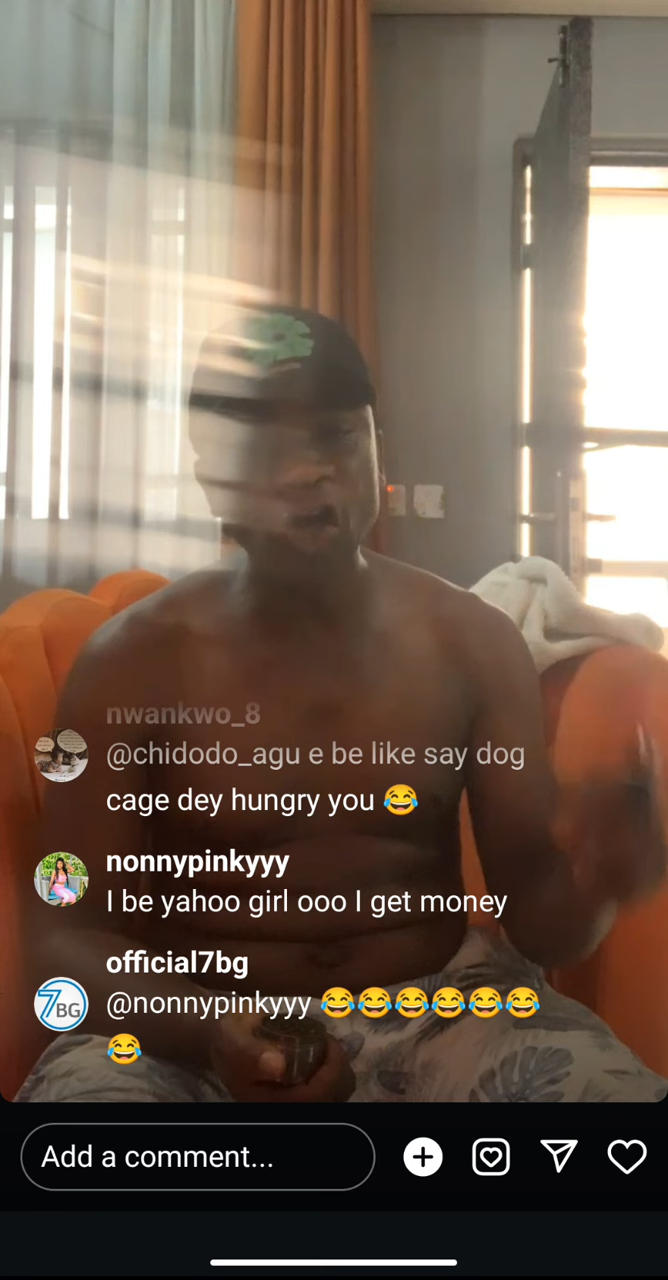 nwankwo_8
@chidodo_agu e be like say dog
cage dey hungry you 😂
nonnypinkyyy
I be yahoo girl ooo I get money
official7bg
7BG
@nonnypinkyyy 😂😂😂😂😂😂
😂
Add a comment...